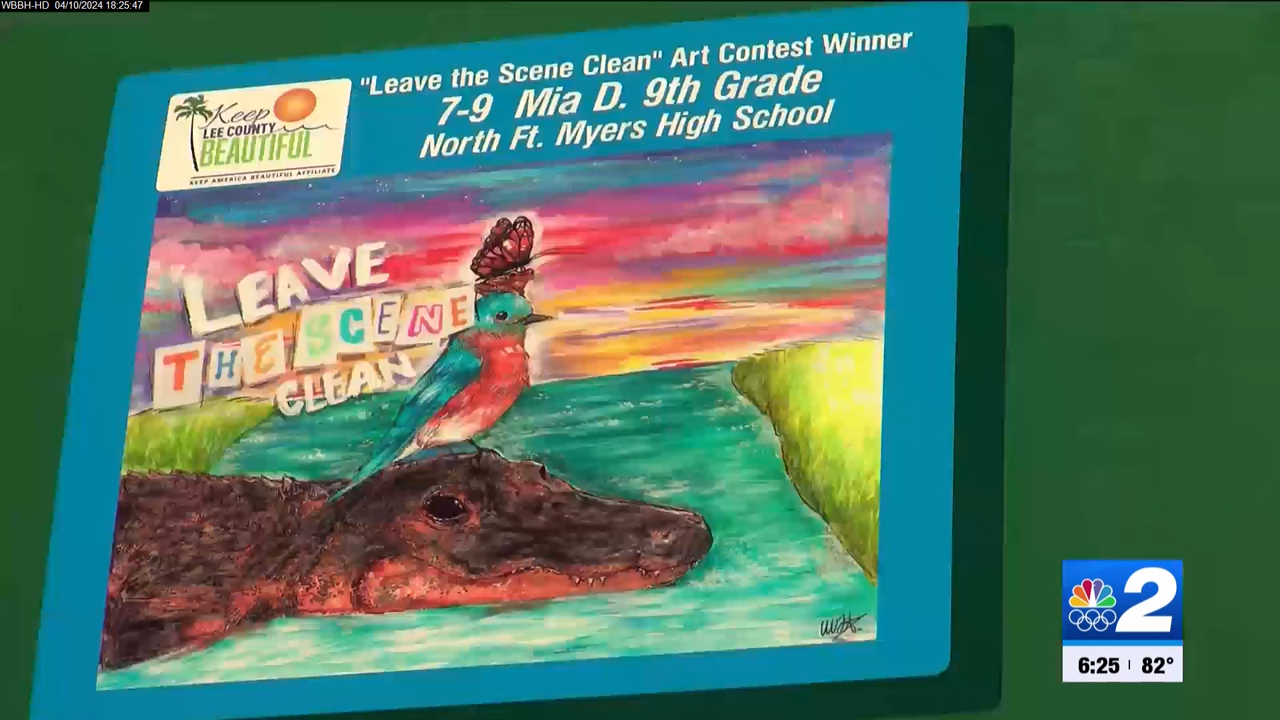 WBBH-HD 04/10/2024 18:25:47
"Leave the Scene Clean" Art Contest Winner
7-9 Mia D. 9th Grade
North Ft. Myers High School
Keep
LEE COUNTY
BEAUTIFUL
KEEP AMERICA BEAUTIFUL AFFILIATE
LEAVE
THE SCENE
CLEAN
2
6:25 82°